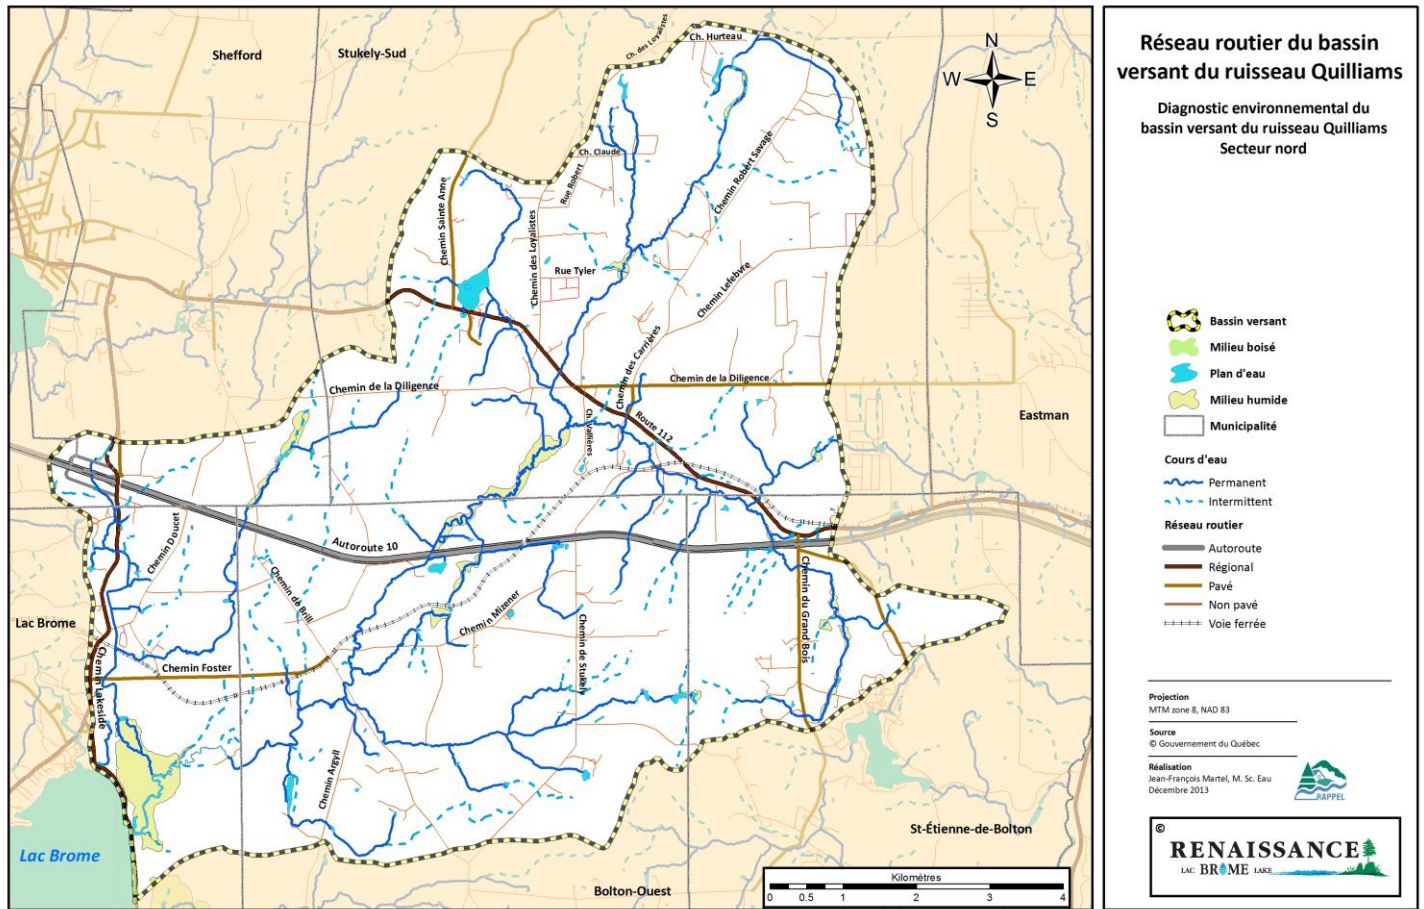 Shefford
Stukely-Sud
Ch. des Loyalistes
Ch. Hurteau
N
W
E
S
Ch. Claude
Rue Robert
Chemin Robert Savage
Chemin Sainte Anne
Chemin des Loyalistes
Rue Tyler
Chemin Lefebvre
Chemin des Carrières
Chemin de la Diligence
Chemin de la Diligence
Ch. Vallières
Route 112
Eastman
Autoroute 10
Chemin Doucet
Chemin de Brill
Chemin Mizener
Chemin de Stukely
Chemin du Grand Bois
Lac Brome
Chemin Foster
Chemin Lakeside
Chemin Argyll
Lac Brome
St-Étienne-de-Bolton
Bolton-Ouest
Kilomètres
0 0.5 1 2 3 4
Réseau routier du bassin
versant du ruisseau Quilliams
Diagnostic environnemental du
bassin versant du ruisseau Quilliams
Secteur nord
Bassin versant
Milieu boisé
Plan d'eau
Milieu humide
Municipalité
Cours d'eau
Permanent
Intermittent
Réseau routier
Autoroute
Régional
Pavé
Non pavé
Voie ferrée
Projection
MTM zone 8, NAD 83
Source
© Gouvernement du Québec
Réalisation
Jean-François Martel, M. Sc. Eau
Décembre 2013
RAPPEL
©
RENAISSANCE
LAC BROME LAKE